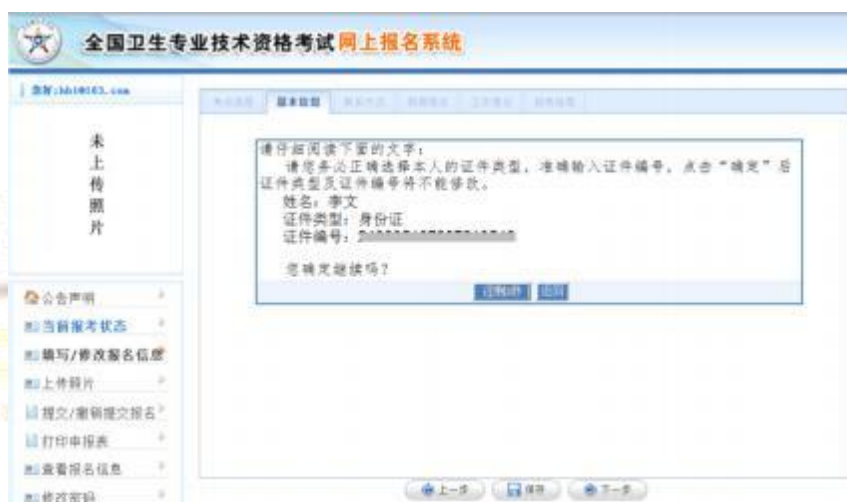 全国卫生专业技术资格考试网上报名系统
未上传照片
基本信息
请仔细阅读下面的文字：
请您务必正确选择本人的证件类型，准确输入证件编号，点击“确定”后
证件类型及证件编号将不能修改。
姓名：李文
证件类型：身份证
证件编号：
您确定继续吗？
返回
公告声明
当前报考状态
填写/修改报名信息
上传照片
提交/撤销提交报名
打印申报表
查看报名信息
修改密码
上一步
保存
下一步